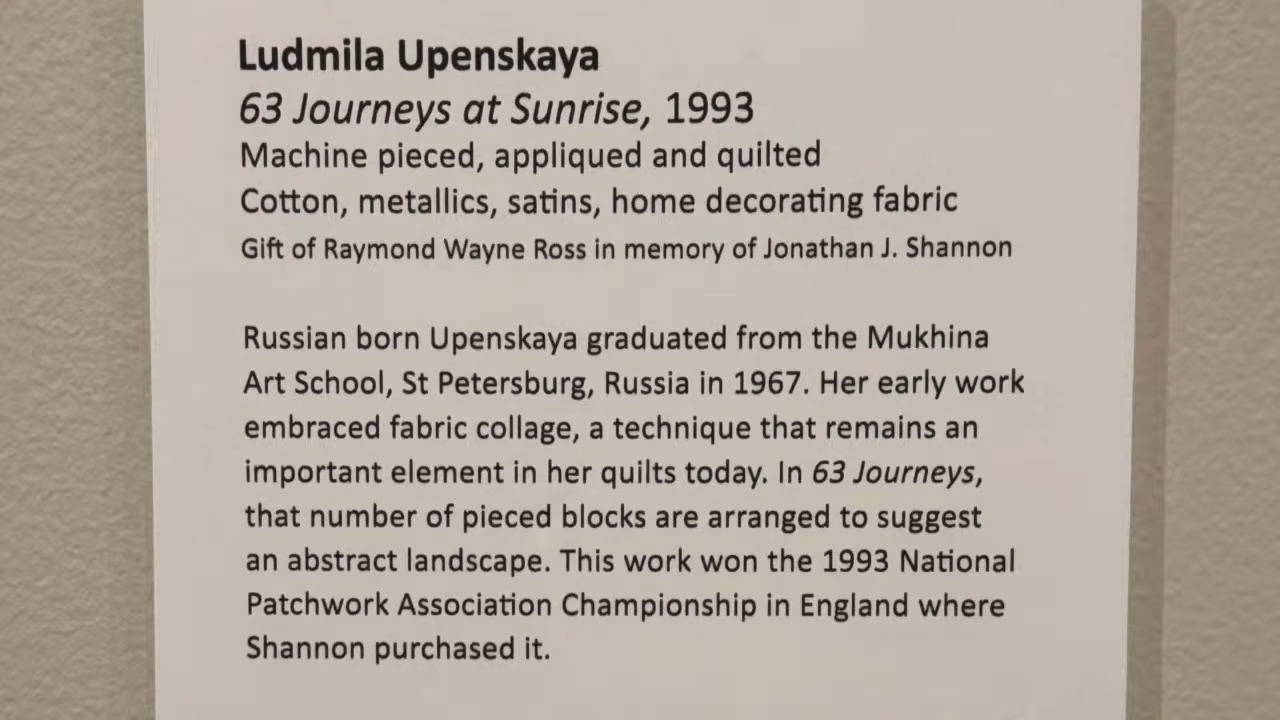 Ludmila Upenskaya
63 Journeys at Sunrise, 1993
Machine pieced, appliqued and quilted
Cotton, metallics, satins, home decorating fabric
Gift of Raymond Wayne Ross in memory of Jonathan J. Shannon
Russian born Upenskaya graduated from the Mukhina
Art School, St Petersburg, Russia in 1967. Her early work
embraced fabric collage, a technique that remains an
important element in her quilts today. In 63 Journeys,
that number of pieced blocks are arranged to suggest
an abstract landscape. This work won the 1993 National
Patchwork Association Championship in England where
Shannon purchased it.